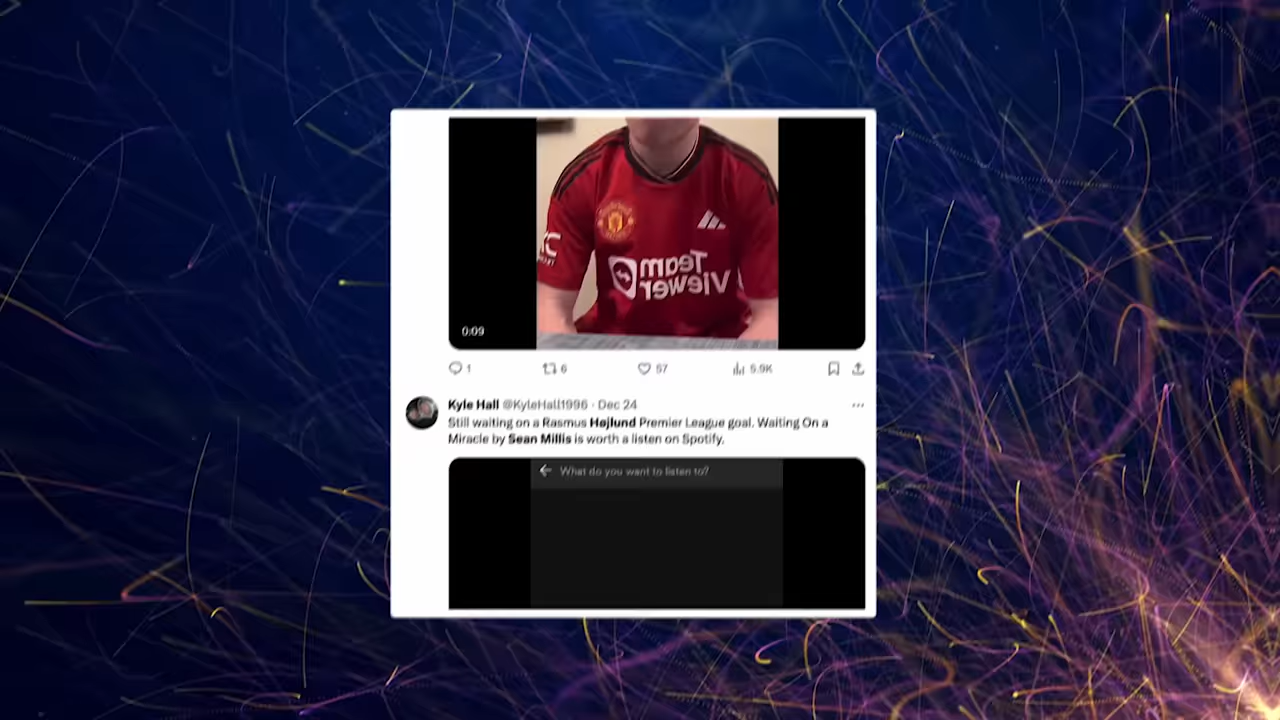 Team
Viewer
0:09
1
6
57
5.9K
Kyle Hall @KyleHall1996 · Dec 24
Still waiting on a Rasmus Højlund Premier League goal. Waiting On a
Miracle by Sean Millis is worth a listen on Spotify.
What do you want to listen to?